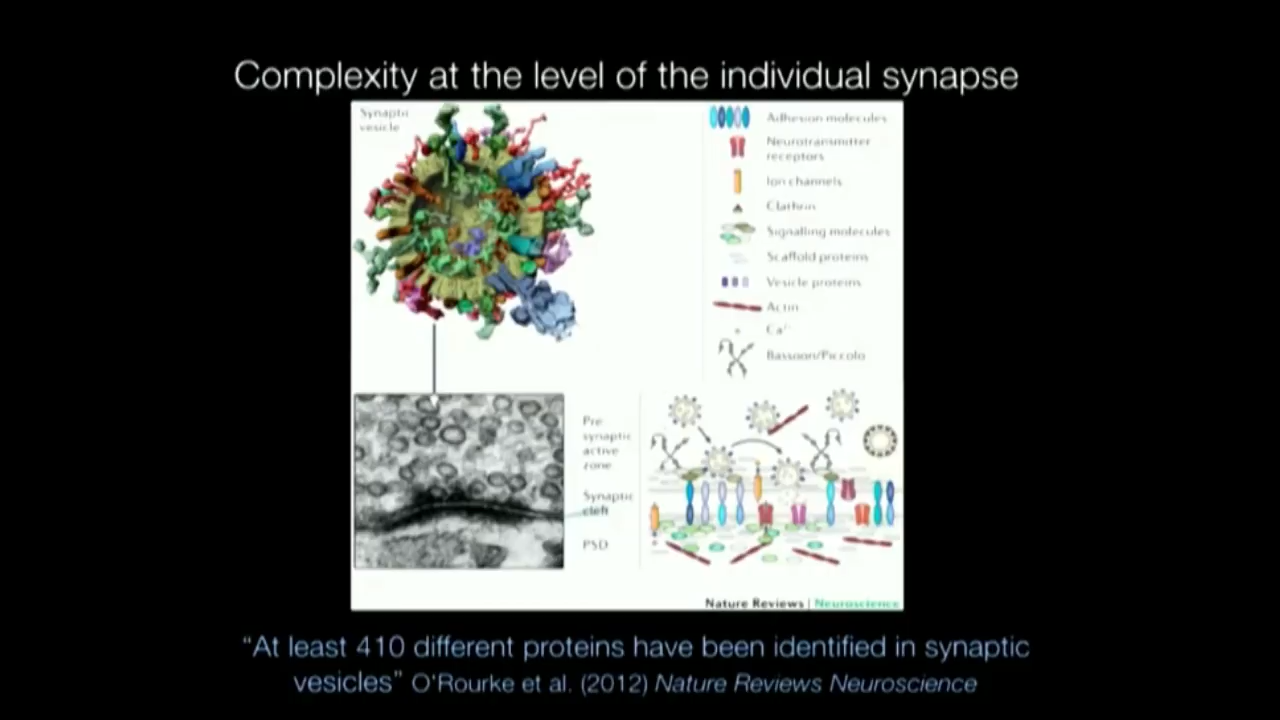 Complexity at the level of the individual synapse
Synaptic
vesicle
Adhesion molecules
Neurotransmitter
receptors
Ion channels
Clathrin
Signalling molecules
Scaffold proteins
Vesicle proteins
Actin
Ca²⁺
Bassoon/Piccolo
Pre
synaptic
active
zone
Synaptic
cleft
PSD
Nature Reviews | Neuroscience
“At least 410 different proteins have been identified in synaptic
vesicles” O'Rourke et al. (2012) Nature Reviews Neuroscience